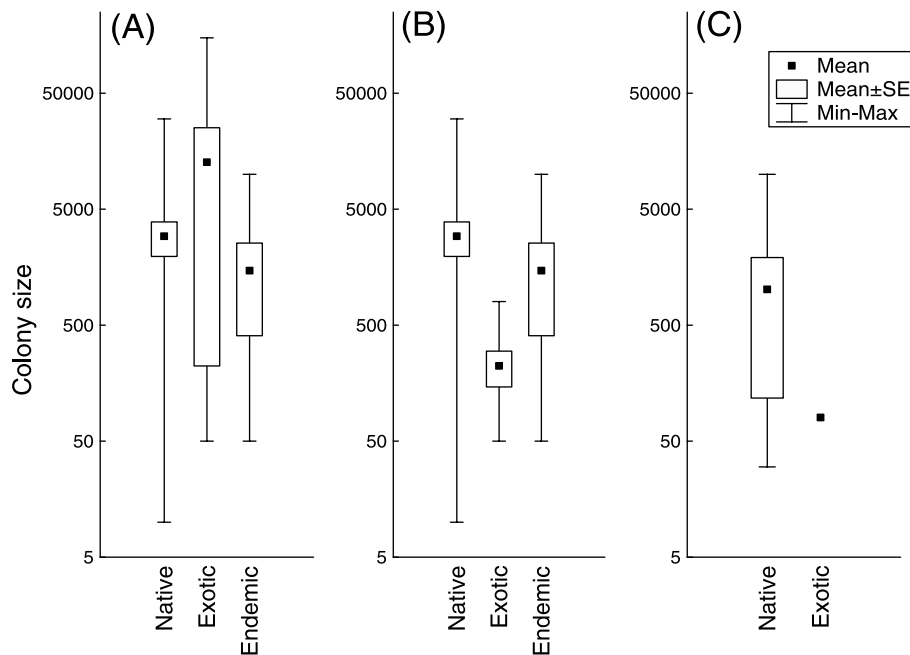 (A)
(B)
(C)
Mean
Mean±SE
Min-Max
Colony size
50000
5000
500
50
5
Native
Exotic
Endemic
50000
5000
500
50
5
Native
Exotic
Endemic
50000
5000
500
50
5
Native
Exotic